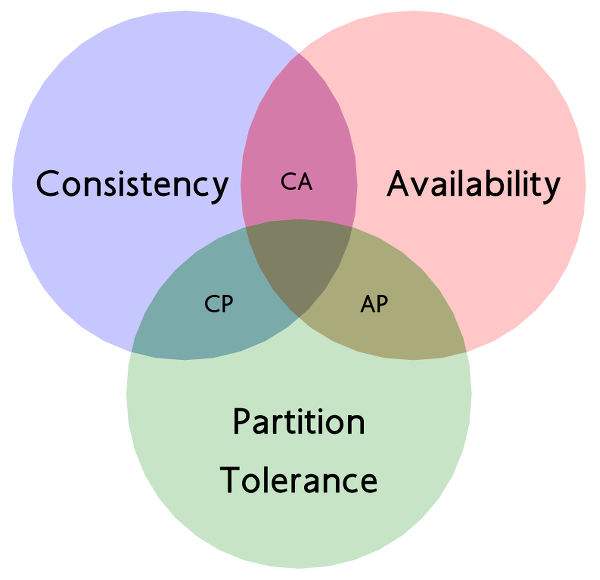 Consistency
CA
Availability
CP
AP
Partition
Tolerance